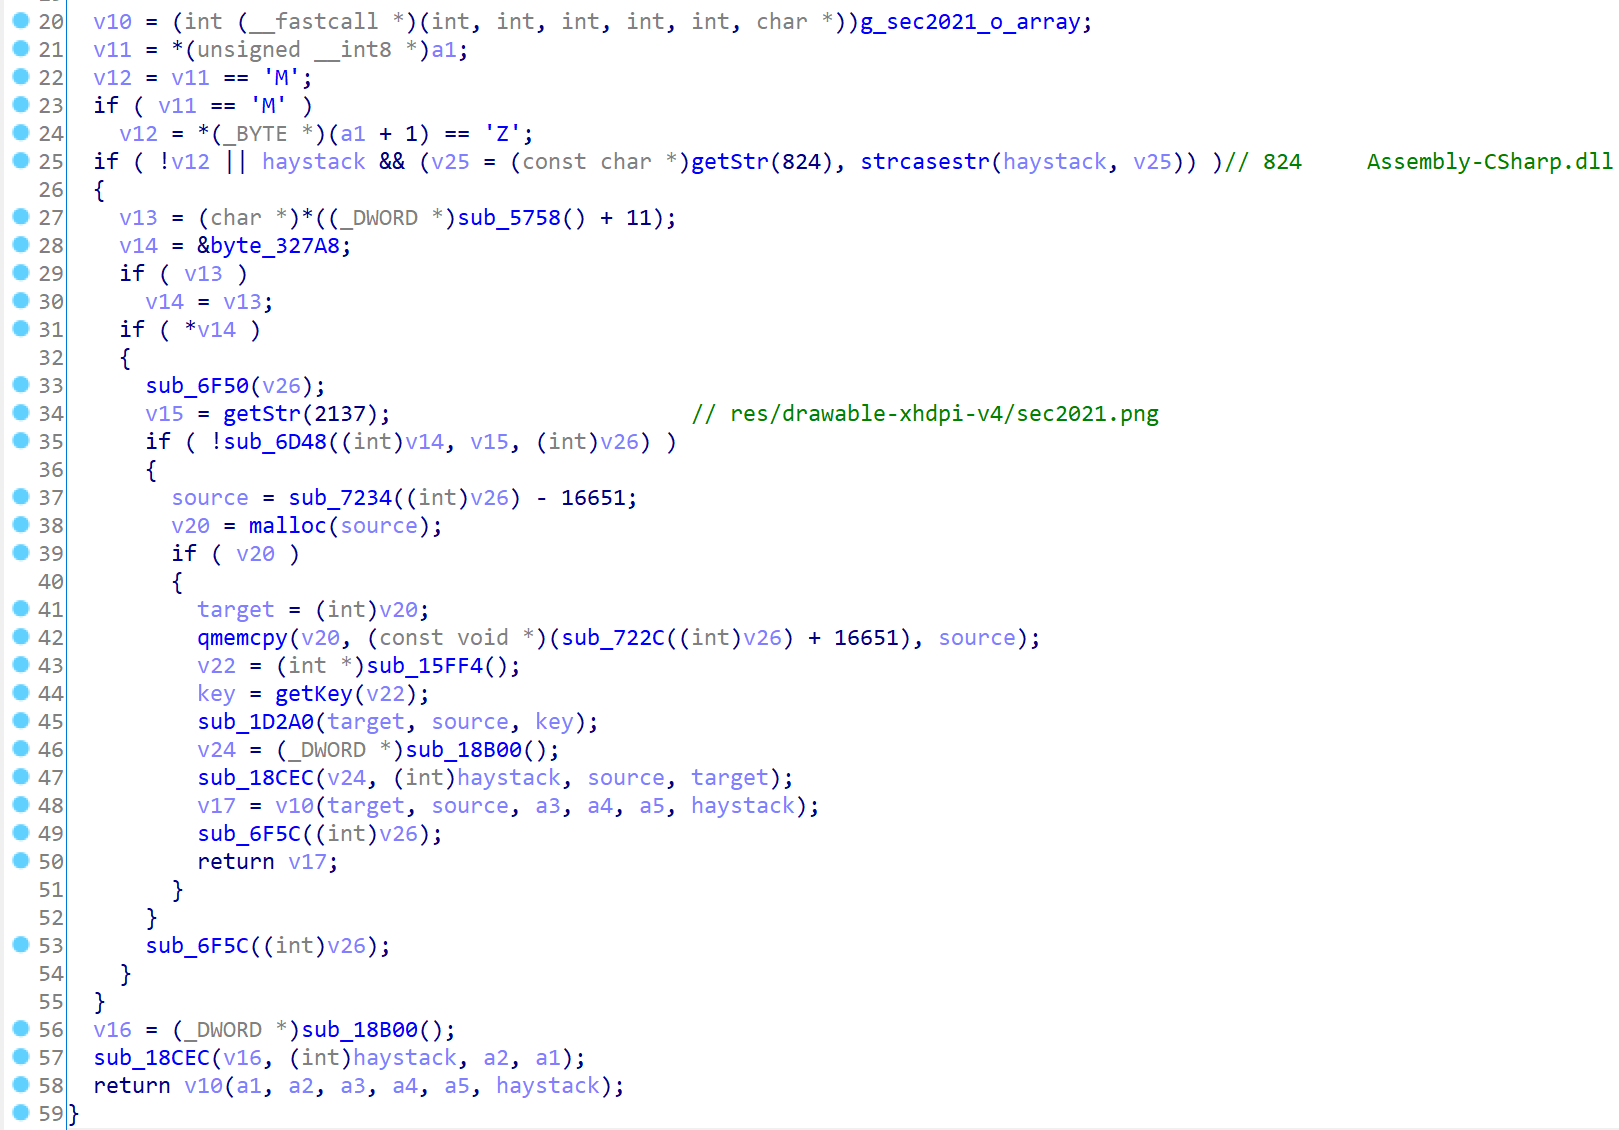 20 v10 = (int (__fastcall *)(int, int, int, int, int, char *))g_sec2021_o_array;
21 v11 = *(unsigned __int8 *)a1;
22 v12 = v11 == 'M';
23 if ( v11 == 'M' )
24 v12 = *(_BYTE *)(a1 + 1) == 'Z';
25 if ( !v12 || haystack && (v25 = (const char *)getStr(824), strcasestr(haystack, v25)) )// 824 Assembly-CSharp.dll
26 {
27 v13 = (char *)*((_DWORD *)sub_5758() + 11);
28 v14 = &byte_327A8;
29 if ( v13 )
30 v14 = v13;
31 if ( *v14 )
32 {
33 sub_6F50(v26);
34 v15 = getStr(2137); // res/drawable-xhdpi-v4/sec2021.png
35 if ( !sub_6D48((int)v14, v15, (int)v26) )
36 {
37 source = sub_7234((int)v26) - 16651;
38 v20 = malloc(source);
39 if ( v20 )
40 {
41 target = (int)v20;
42 qmemcpy(v20, (const void *)(sub_722C((int)v26) + 16651), source);
43 v22 = (int *)sub_15FF4();
44 key = getKey(v22);
45 sub_1D2A0(target, source, key);
46 v24 = (_DWORD *)sub_18B00();
47 sub_18CEC(v24, (int)haystack, source, target);
48 v17 = v10(target, source, a3, a4, a5, haystack);
49 sub_6F5C((int)v26);
50 return v17;
51 }
52 }
53 sub_6F5C((int)v26);
54 }
55 }
56 v16 = (_DWORD *)sub_18B00();
57 sub_18CEC(v16, (int)haystack, a2, a1);
58 return v10(a1, a2, a3, a4, a5, haystack);
59 }